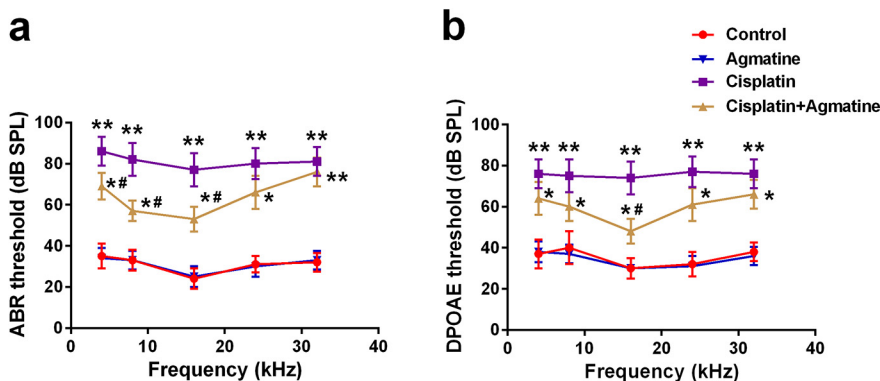 a
b
Control
Agmatine
Cisplatin
Cisplatin+Agmatine
ABR threshold (dB SPL)
100
80
60
40
20
0
** ** ** ** **
*# *# *# * **
0 10 20 30 40
Frequency (kHz)
DPOAE threshold (dB SPL)
100
80
60
40
20
0
** ** ** ** **
* * *# * *
0 10 20 30 40
Frequency (kHz)